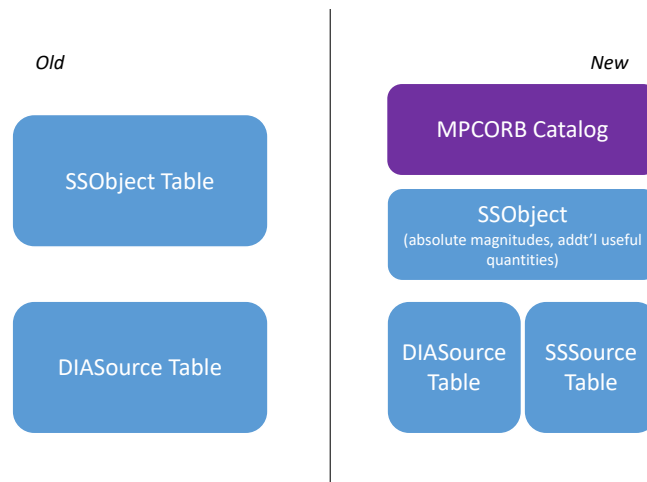 Old
SSObject Table
DIASource Table
New
MPCORB Catalog
SSObject
(absolute magnitudes, addt'l useful
quantities)
DIASource
Table
SSSource
Table